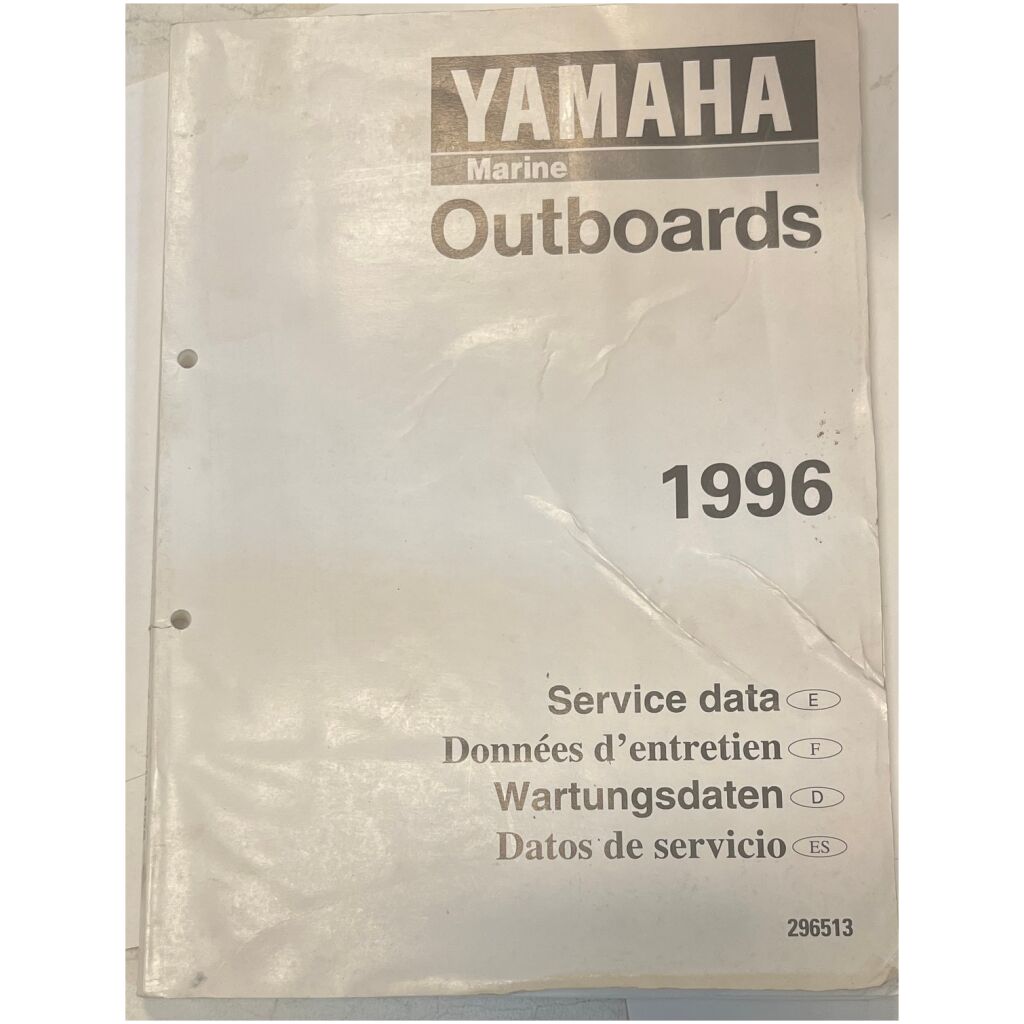 YAMAHA
Marine
Outboards
1996
Service data E
Données d'entretien F
Wartungsdaten D
Datos de servicio ES
296513